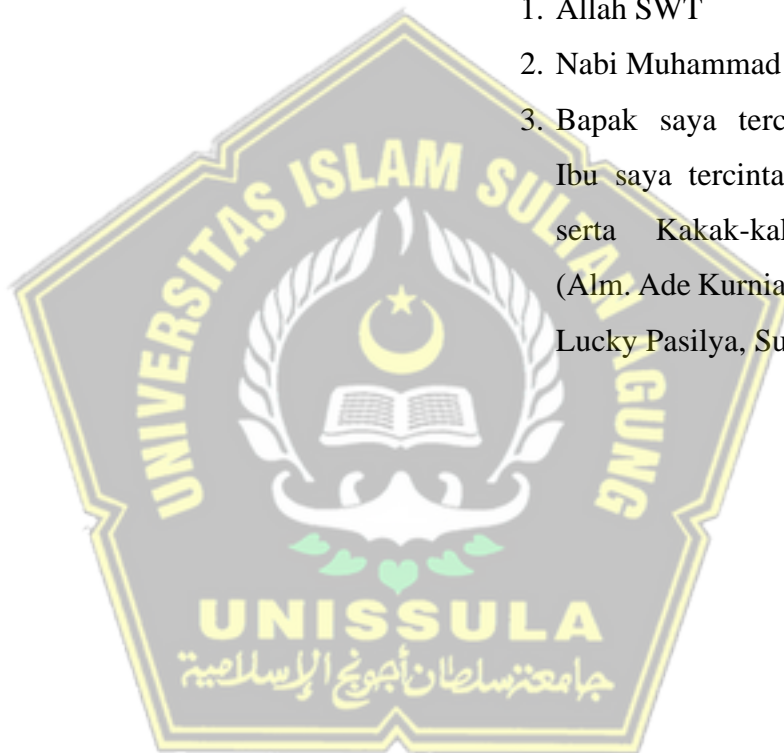 1. Allah SWT
2. Nabi Muhammad
3. Bapak saya terc
Ibu saya tercinta
serta Kakak-kak
(Alm. Ade Kurnia
Lucky Pasilya, Su
UNIVERSITAS ISLAM SULTAN AGUNG
UNISSULA
جامعة سلطان أجونج الإسلامية